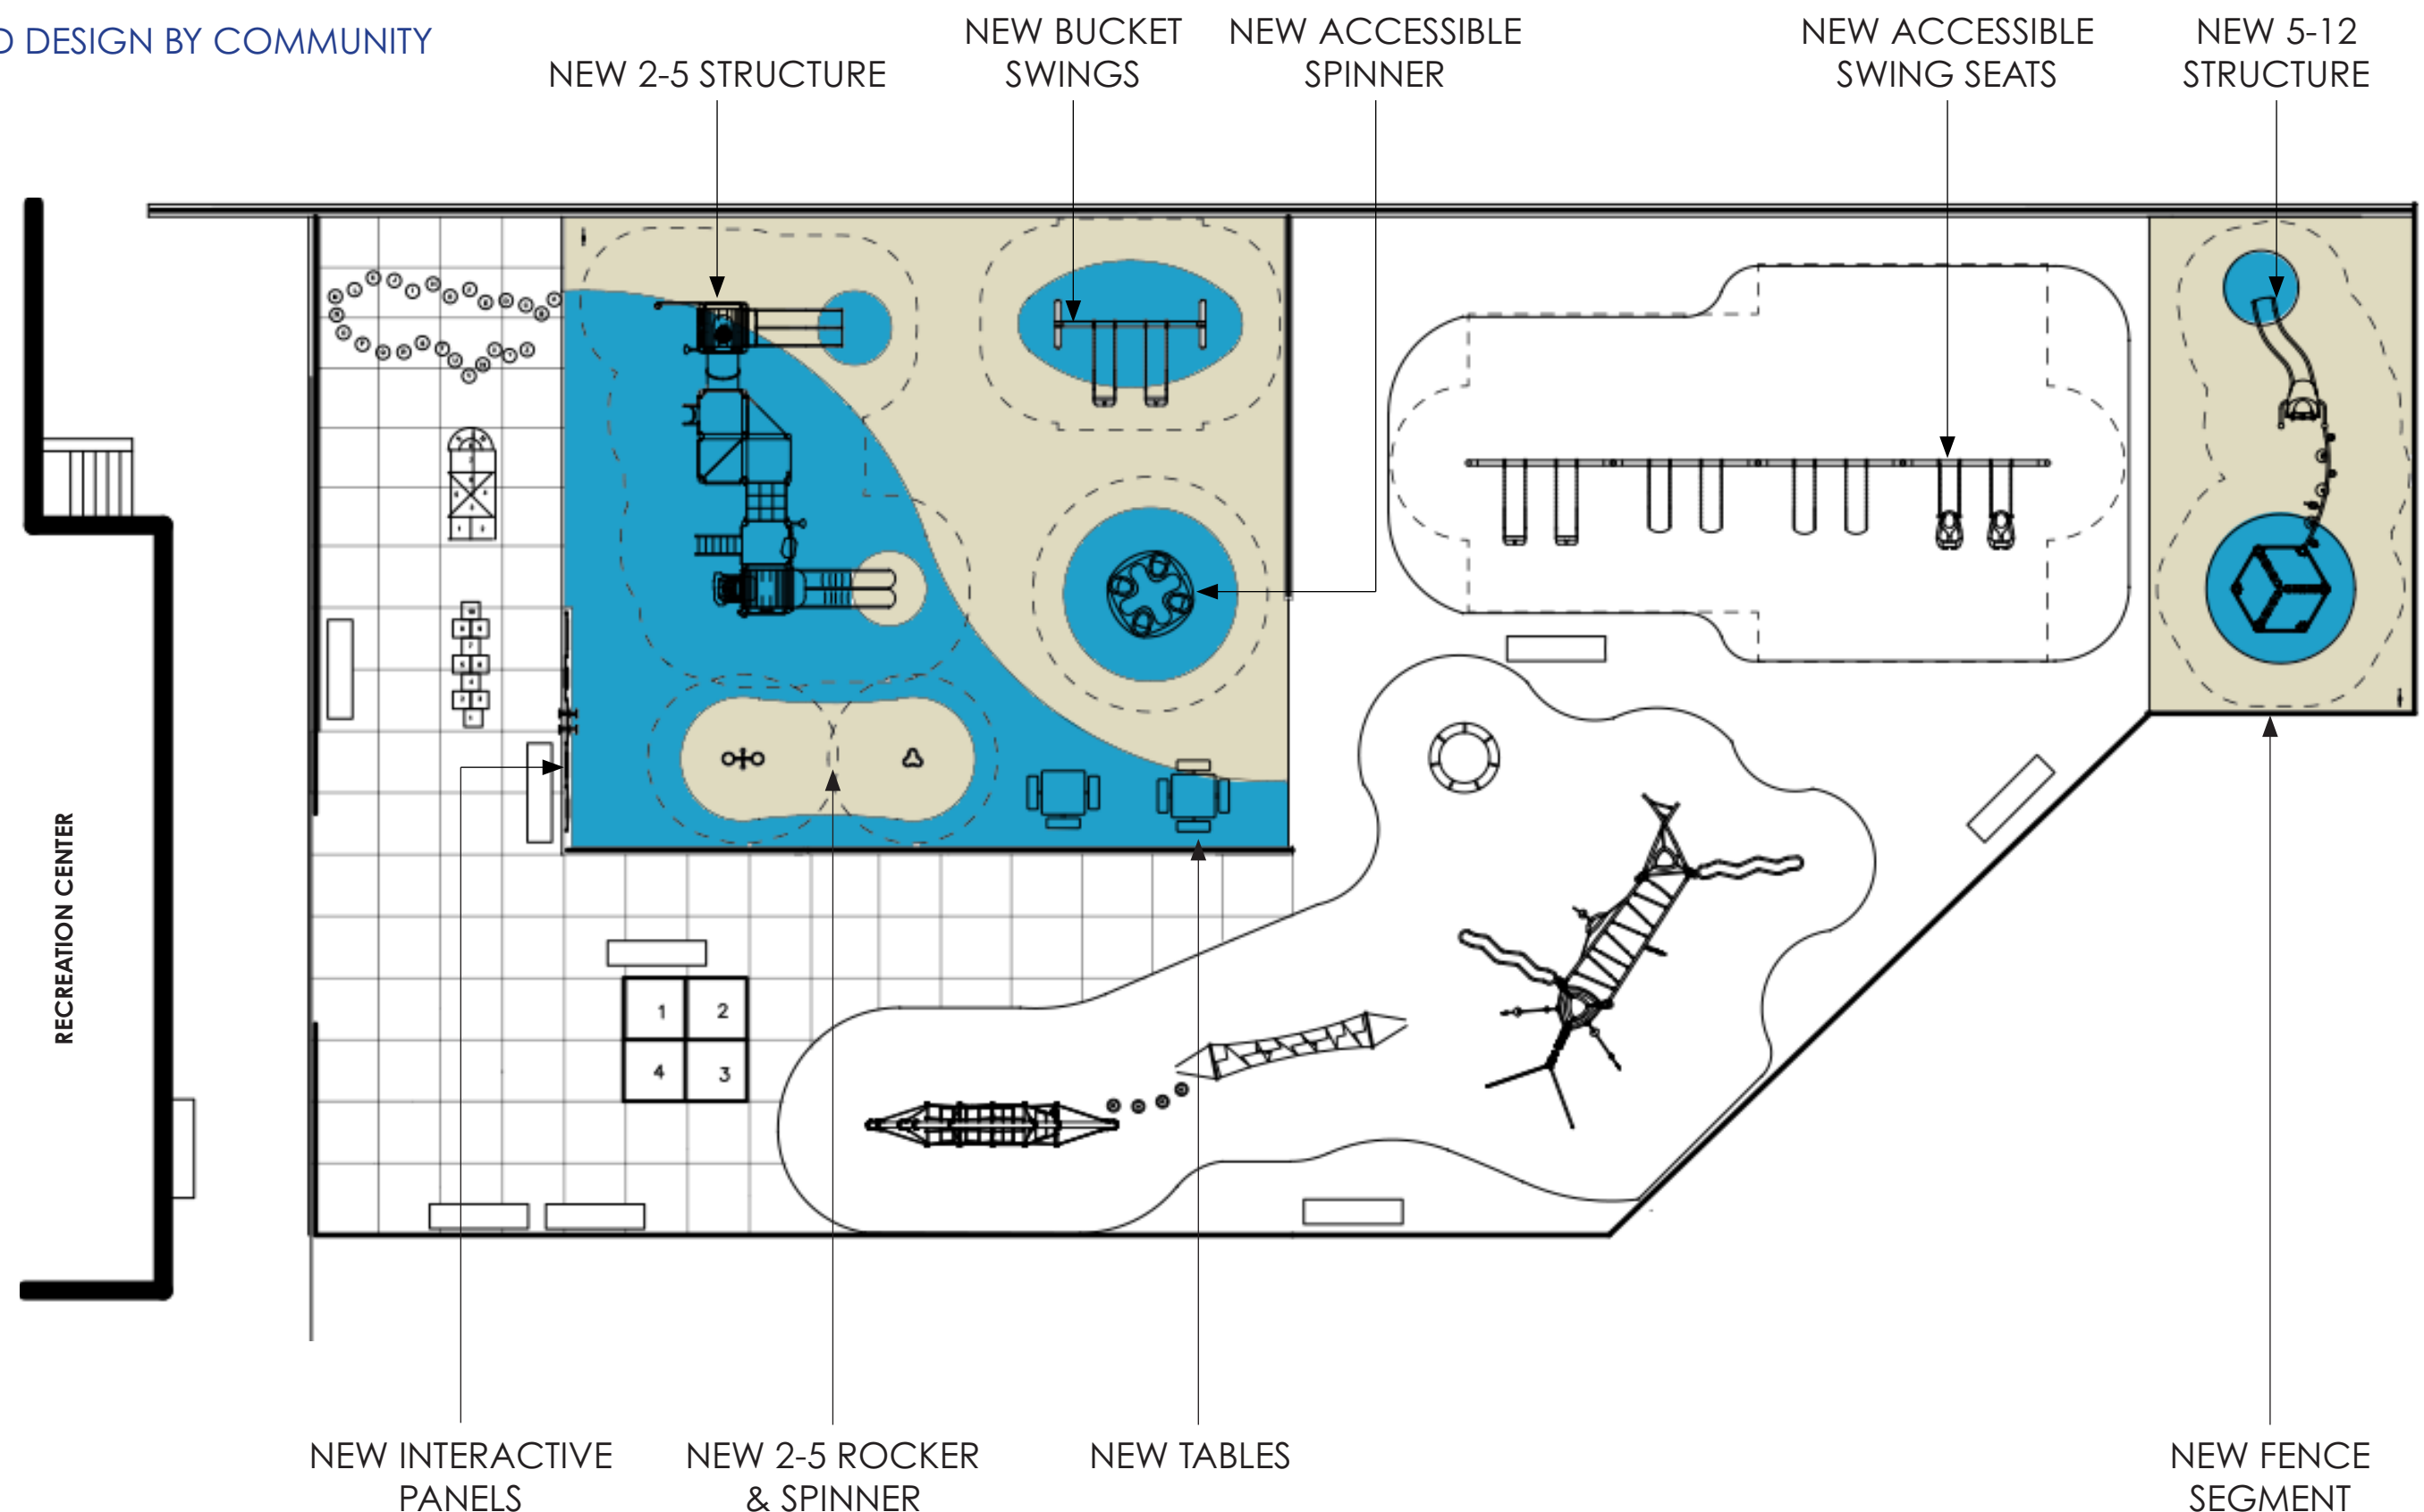 D DESIGN BY COMMUNITY
NEW 2-5 STRUCTURE
NEW BUCKET
SWINGS
NEW ACCESSIBLE
SPINNER
NEW ACCESSIBLE
SWING SEATS
NEW 5-12
STRUCTURE
RECREATION CENTER
1 2
4 3
NEW INTERACTIVE
PANELS
NEW 2-5 ROCKER
& SPINNER
NEW TABLES
NEW FENCE
SEGMENT